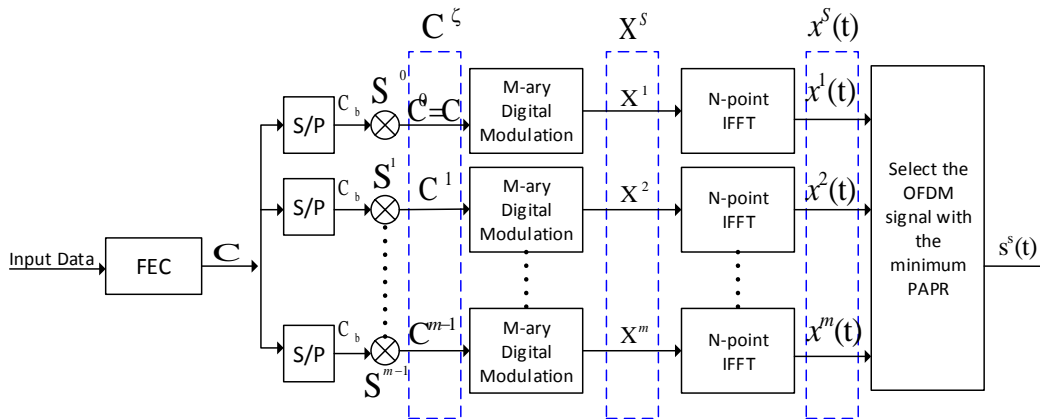 C^ζ
X^S
x^S(t)
S/P
C_b
S^0
C^0=C
M-ary
Digital
Modulation
X^1
N-point
IFFT
x^1(t)
S/P
C_b
S^1
C^1
M-ary
Digital
Modulation
X^2
N-point
IFFT
x^2(t)
Select the
OFDM
signal with
the
minimum
PAPR
Input Data
FEC
C
s^s(t)
S/P
C_b
S^{m-1}
C^{m-1}
M-ary
Digital
Modulation
X^m
N-point
IFFT
x^m(t)